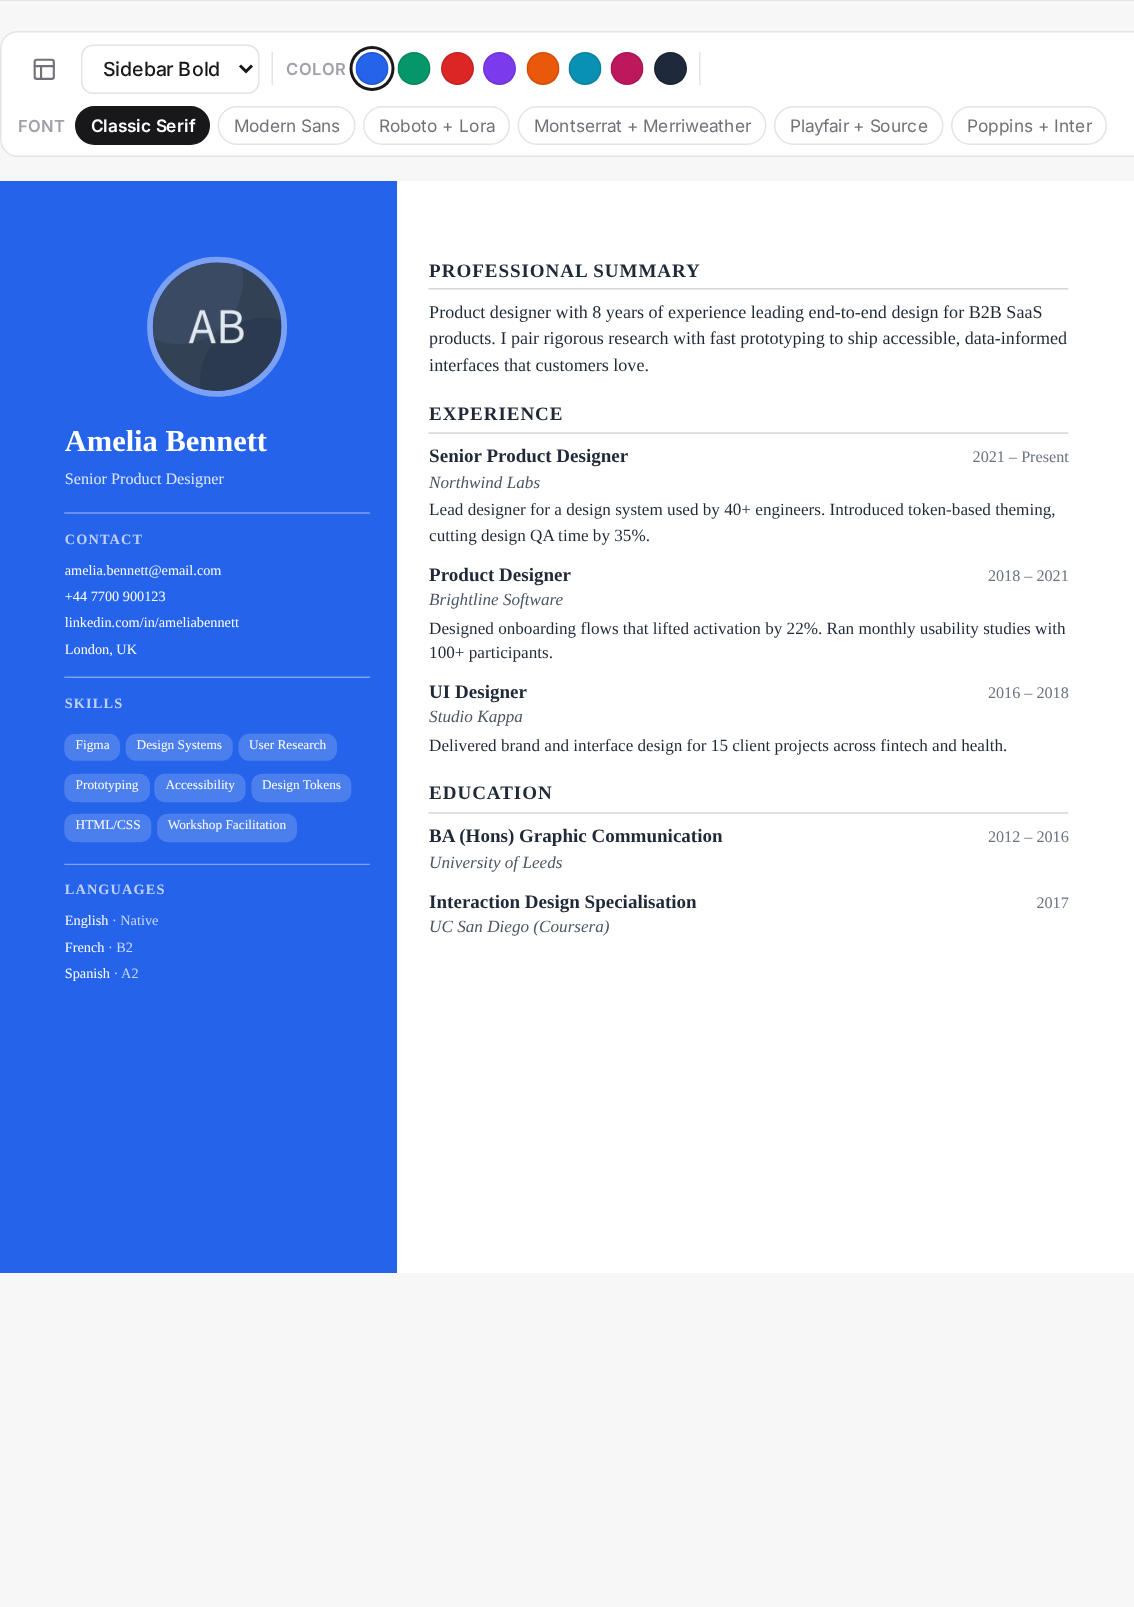 Sidebar Bold
COLOR
FONT
Classic Serif
Modern Sans
Roboto + Lora
Montserrat + Merriweather
Playfair + Source
Poppins + Inter
AB
Amelia Bennett
Senior Product Designer
CONTACT
amelia.bennett@email.com
+44 7700 900123
linkedin.com/in/ameliabennett
London, UK
SKILLS
Figma
Design Systems
User Research
Prototyping
Accessibility
Design Tokens
HTML/CSS
Workshop Facilitation
LANGUAGES
English · Native
French · B2
Spanish · A2
PROFESSIONAL SUMMARY
Product designer with 8 years of experience leading end-to-end design for B2B SaaS
products. I pair rigorous research with fast prototyping to ship accessible, data-informed
interfaces that customers love.
EXPERIENCE
Senior Product Designer 2021 – Present
Northwind Labs
Lead designer for a design system used by 40+ engineers. Introduced token-based theming,
cutting design QA time by 35%.
Product Designer 2018 – 2021
Brightline Software
Designed onboarding flows that lifted activation by 22%. Ran monthly usability studies with
100+ participants.
UI Designer 2016 – 2018
Studio Kappa
Delivered brand and interface design for 15 client projects across fintech and health.
EDUCATION
BA (Hons) Graphic Communication 2012 – 2016
University of Leeds
Interaction Design Specialisation 2017
UC San Diego (Coursera)